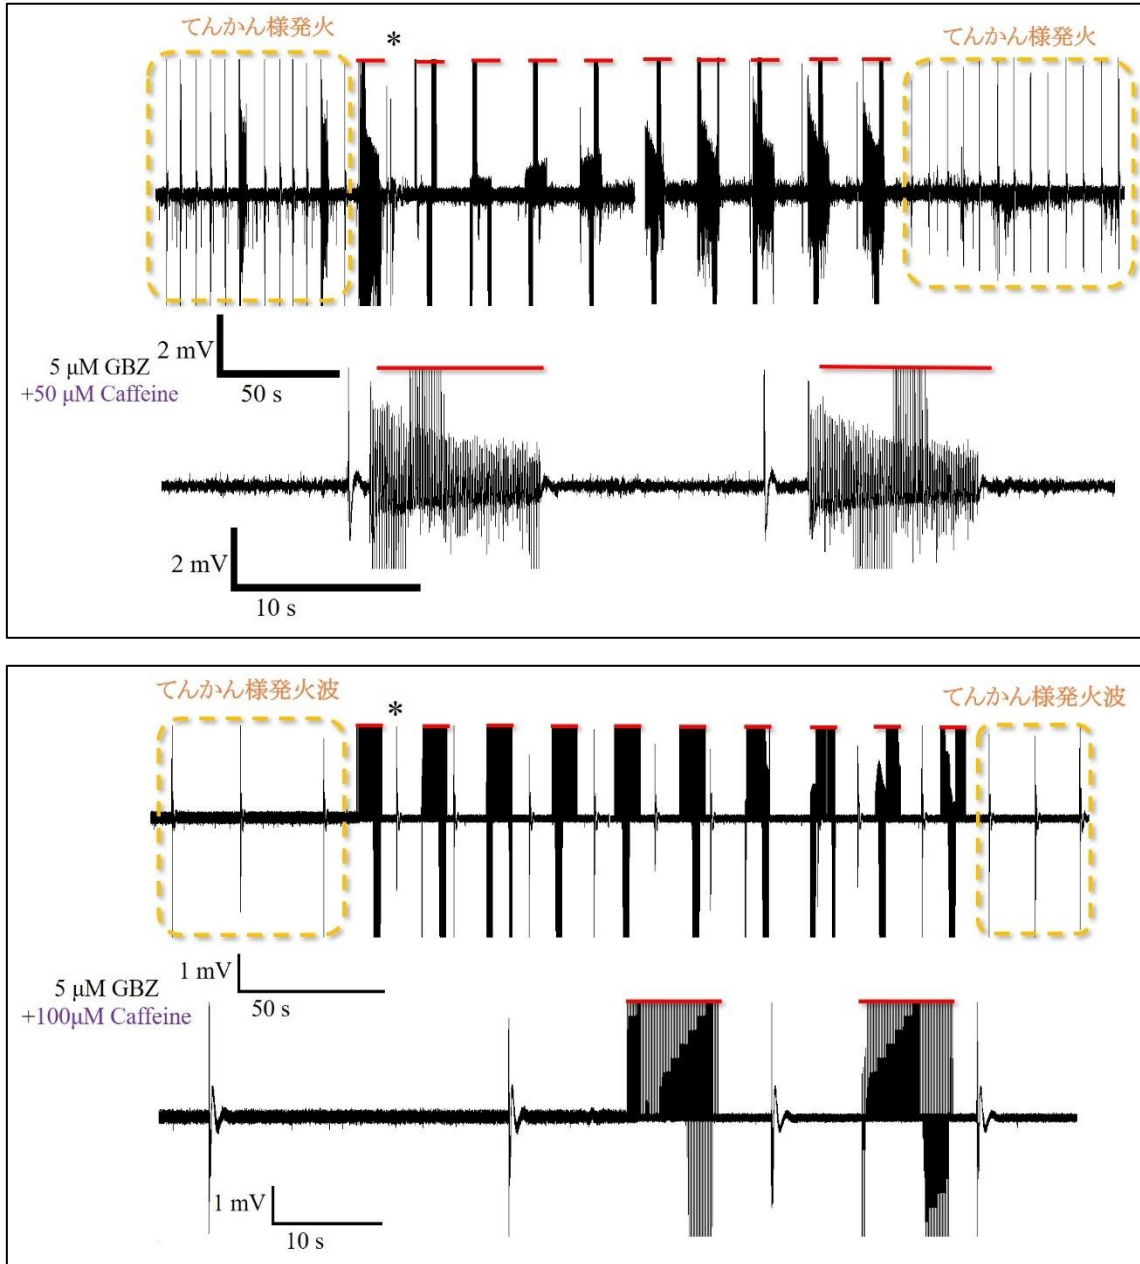 てんかん様発火
*
てんかん様発火
2 mV
50 s
5 μM GBZ
+50 μM Caffeine
2 mV
10 s
てんかん様発火波
*
てんかん様発火波
1 mV
50 s
5 μM GBZ
+100μM Caffeine
1 mV
10 s